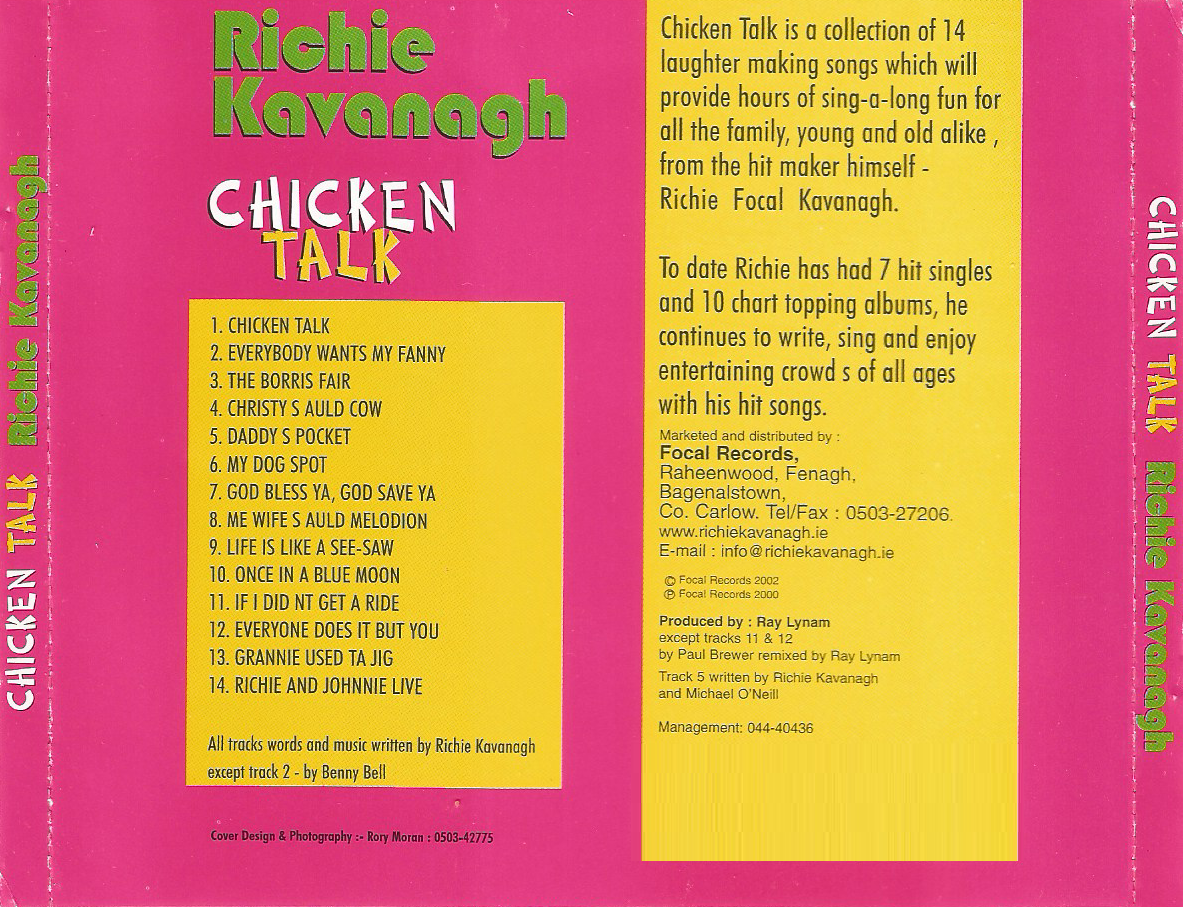 CHICKEN TALK Richie Kavanagh
Richie
Kavanagh
CHICKEN
TALK
1. CHICKEN TALK
2. EVERYBODY WANTS MY FANNY
3. THE BORRIS FAIR
4. CHRISTY S AULD COW
5. DADDY S POCKET
6. MY DOG SPOT
7. GOD BLESS YA, GOD SAVE YA
8. ME WIFE S AULD MELODION
9. LIFE IS LIKE A SEE-SAW
10. ONCE IN A BLUE MOON
11. IF I DID NT GET A RIDE
12. EVERYONE DOES IT BUT YOU
13. GRANNIE USED TA JIG
14. RICHIE AND JOHNNIE LIVE
All tracks words and music written by Richie Kavanagh
except track 2 - by Benny Bell
Cover Design & Photography :- Rory Moran : 0503-42775
Chicken Talk is a collection of 14
laughter making songs which will
provide hours of sing-a-long fun for
all the family, young and old alike ,
from the hit maker himself -
Richie Focal Kavanagh.
To date Richie has had 7 hit singles
and 10 chart topping albums, he
continues to write, sing and enjoy
entertaining crowd s of all ages
with his hit songs.
Marketed and distributed by :
Focal Records,
Raheenwood, Fenagh,
Bagenalstown,
Co. Carlow. Tel/Fax : 0503-27206.
www.richiekavanagh.ie
E-mail : info@richiekavanagh.ie
© Focal Records 2002
℗ Focal Records 2000
Produced by : Ray Lynam
except tracks 11 & 12
by Paul Brewer remixed by Ray Lynam
Track 5 written by Richie Kavanagh
and Michael O'Neill
Management: 044-40436
CHICKEN TALK Richie Kavanagh